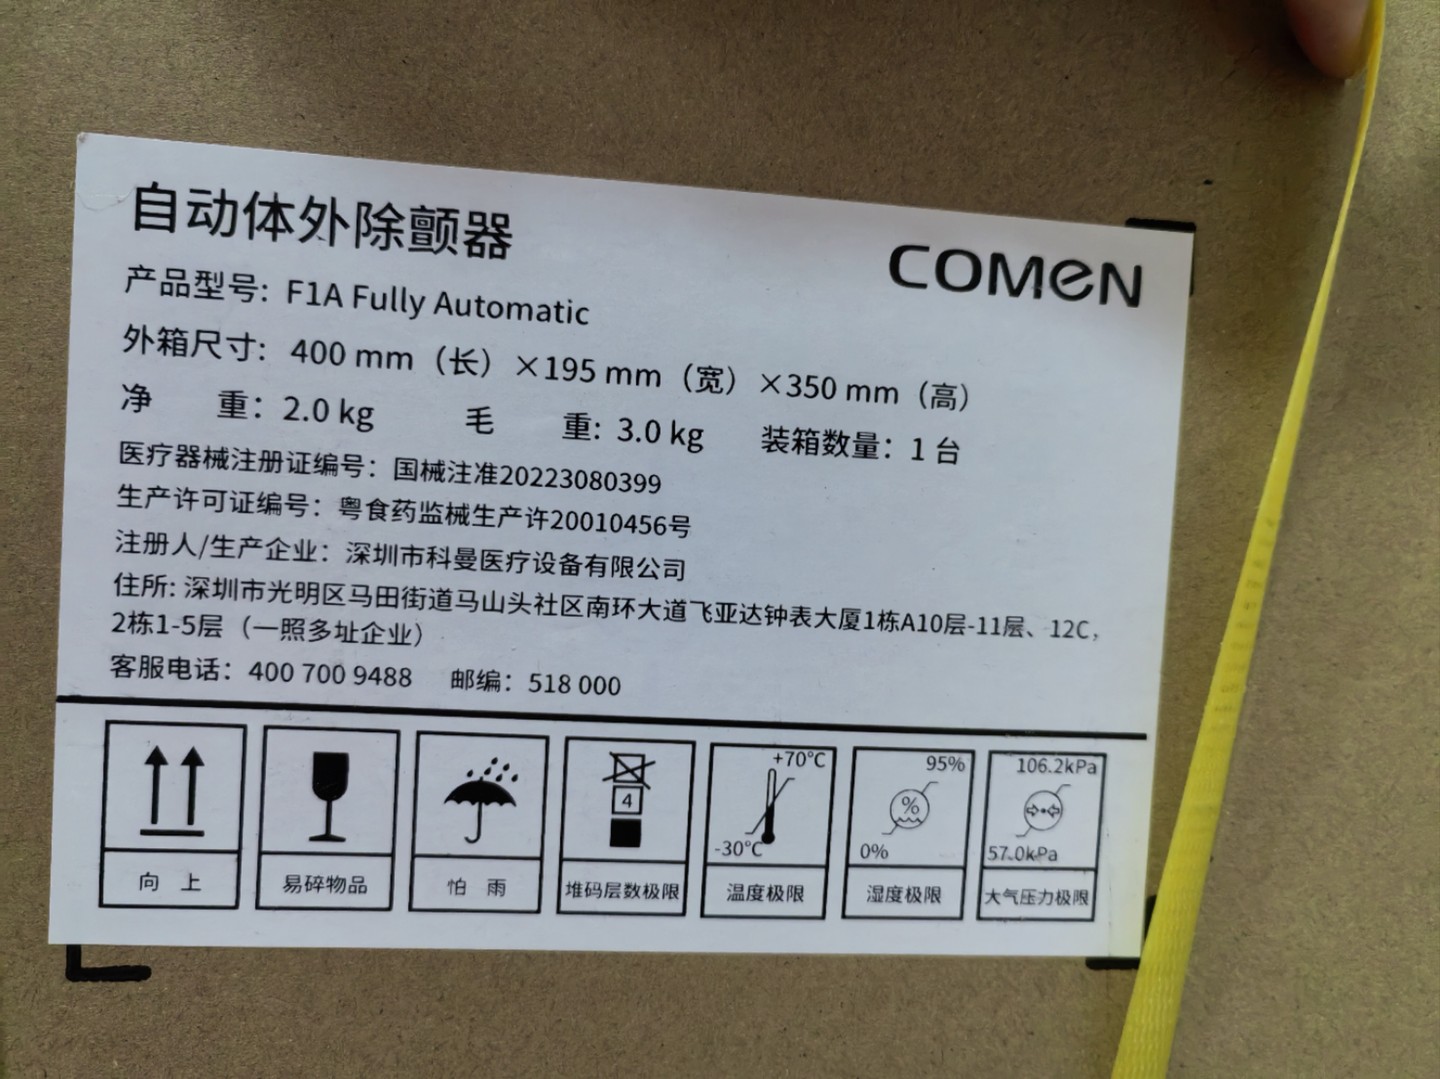 自动体外除颤器
COMEN
产品型号: F1A Fully Automatic
外箱尺寸: 400 mm（长）×195 mm（宽）×350 mm（高）
净 重: 2.0 kg 毛 重: 3.0 kg 装箱数量: 1 台
医疗器械注册证编号: 国械注准20223080399
生产许可证编号: 粤食药监械生产许20010456号
注册人/生产企业: 深圳市科曼医疗设备有限公司
住所: 深圳市光明区马田街道马山头社区南环大道飞亚达钟表大厦1栋A10层-11层、12C,
2栋1-5层（一照多址企业）
客服电话: 400 700 9488 邮编: 518 000
4
+70°C
-30°C
95%
%
0%
106.2kPa
57.0kPa
向 上
易碎物品
怕 雨
堆码层数极限
温度极限
湿度极限
大气压力极限